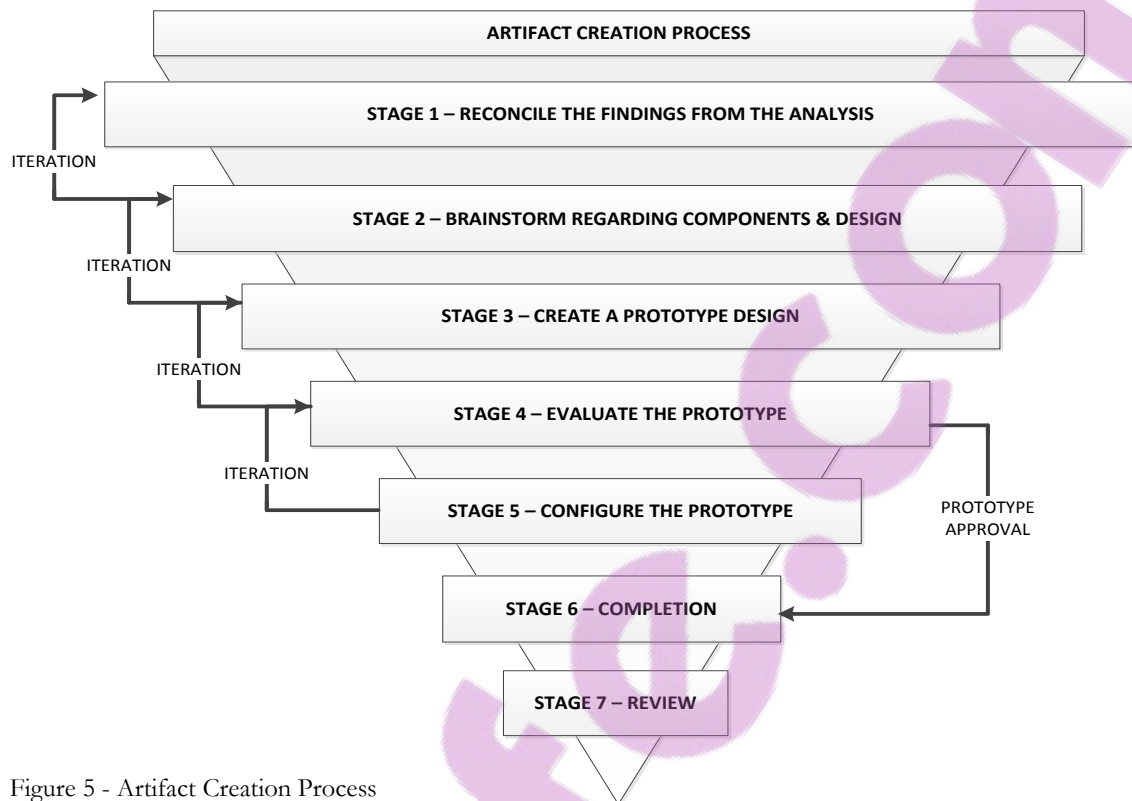 ARTIFACT CREATION PROCESS
STAGE 1 – RECONCILE THE FINDINGS FROM THE ANALYSIS
ITERATION
STAGE 2 – BRAINSTORM REGARDING COMPONENTS & DESIGN
ITERATION
STAGE 3 – CREATE A PROTOTYPE DESIGN
ITERATION
STAGE 4 – EVALUATE THE PROTOTYPE
ITERATION
STAGE 5 – CONFIGURE THE PROTOTYPE
PROTOTYPE
APPROVAL
STAGE 6 – COMPLETION
STAGE 7 – REVIEW
Figure 5 - Artifact Creation Process
fe.com